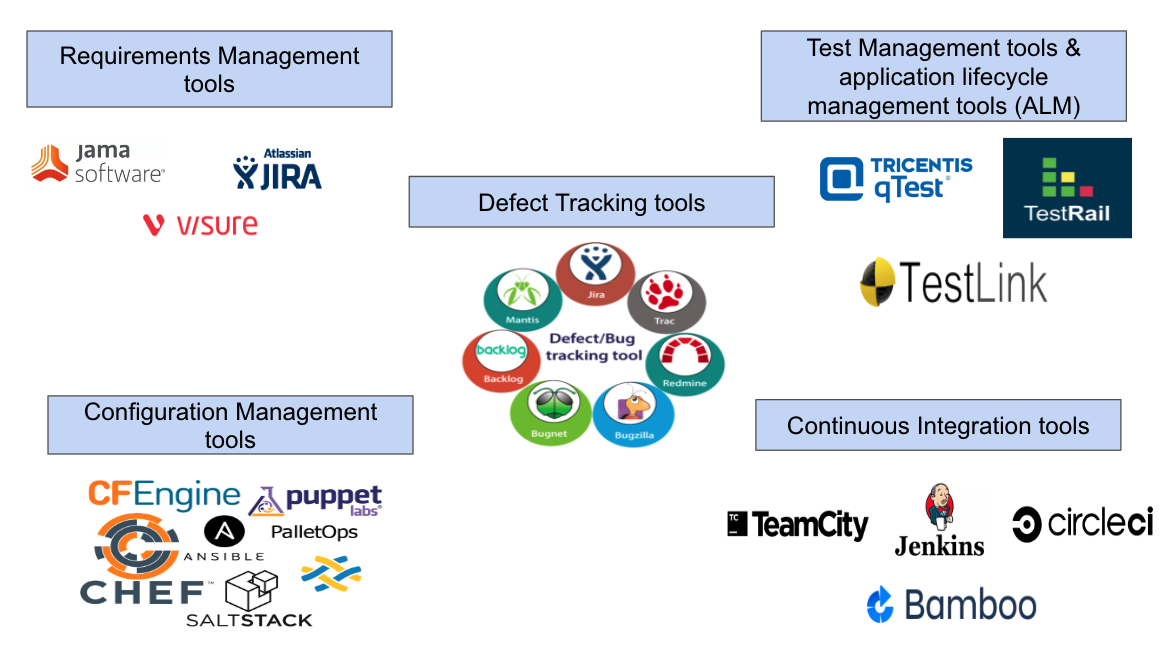 Requirements Management
tools
Jama
software®
Atlassian
JIRA
visure
Test Management tools &
application lifecycle
management tools (ALM)
TRICENTIS
qTest®
TestRail
TestLink
Defect Tracking tools
Jira
Mantis
Trac
Defect/Bug
tracking tool
backlog
Backlog
Redmine
Bugnet
Bugzilla
Configuration Management
tools
CFEngine
puppet
labs®
A
ANSIBLE
PalletOps
CHEF™
SALTSTACK
Continuous Integration tools
TC
TeamCity
Jenkins
circleci
Bamboo